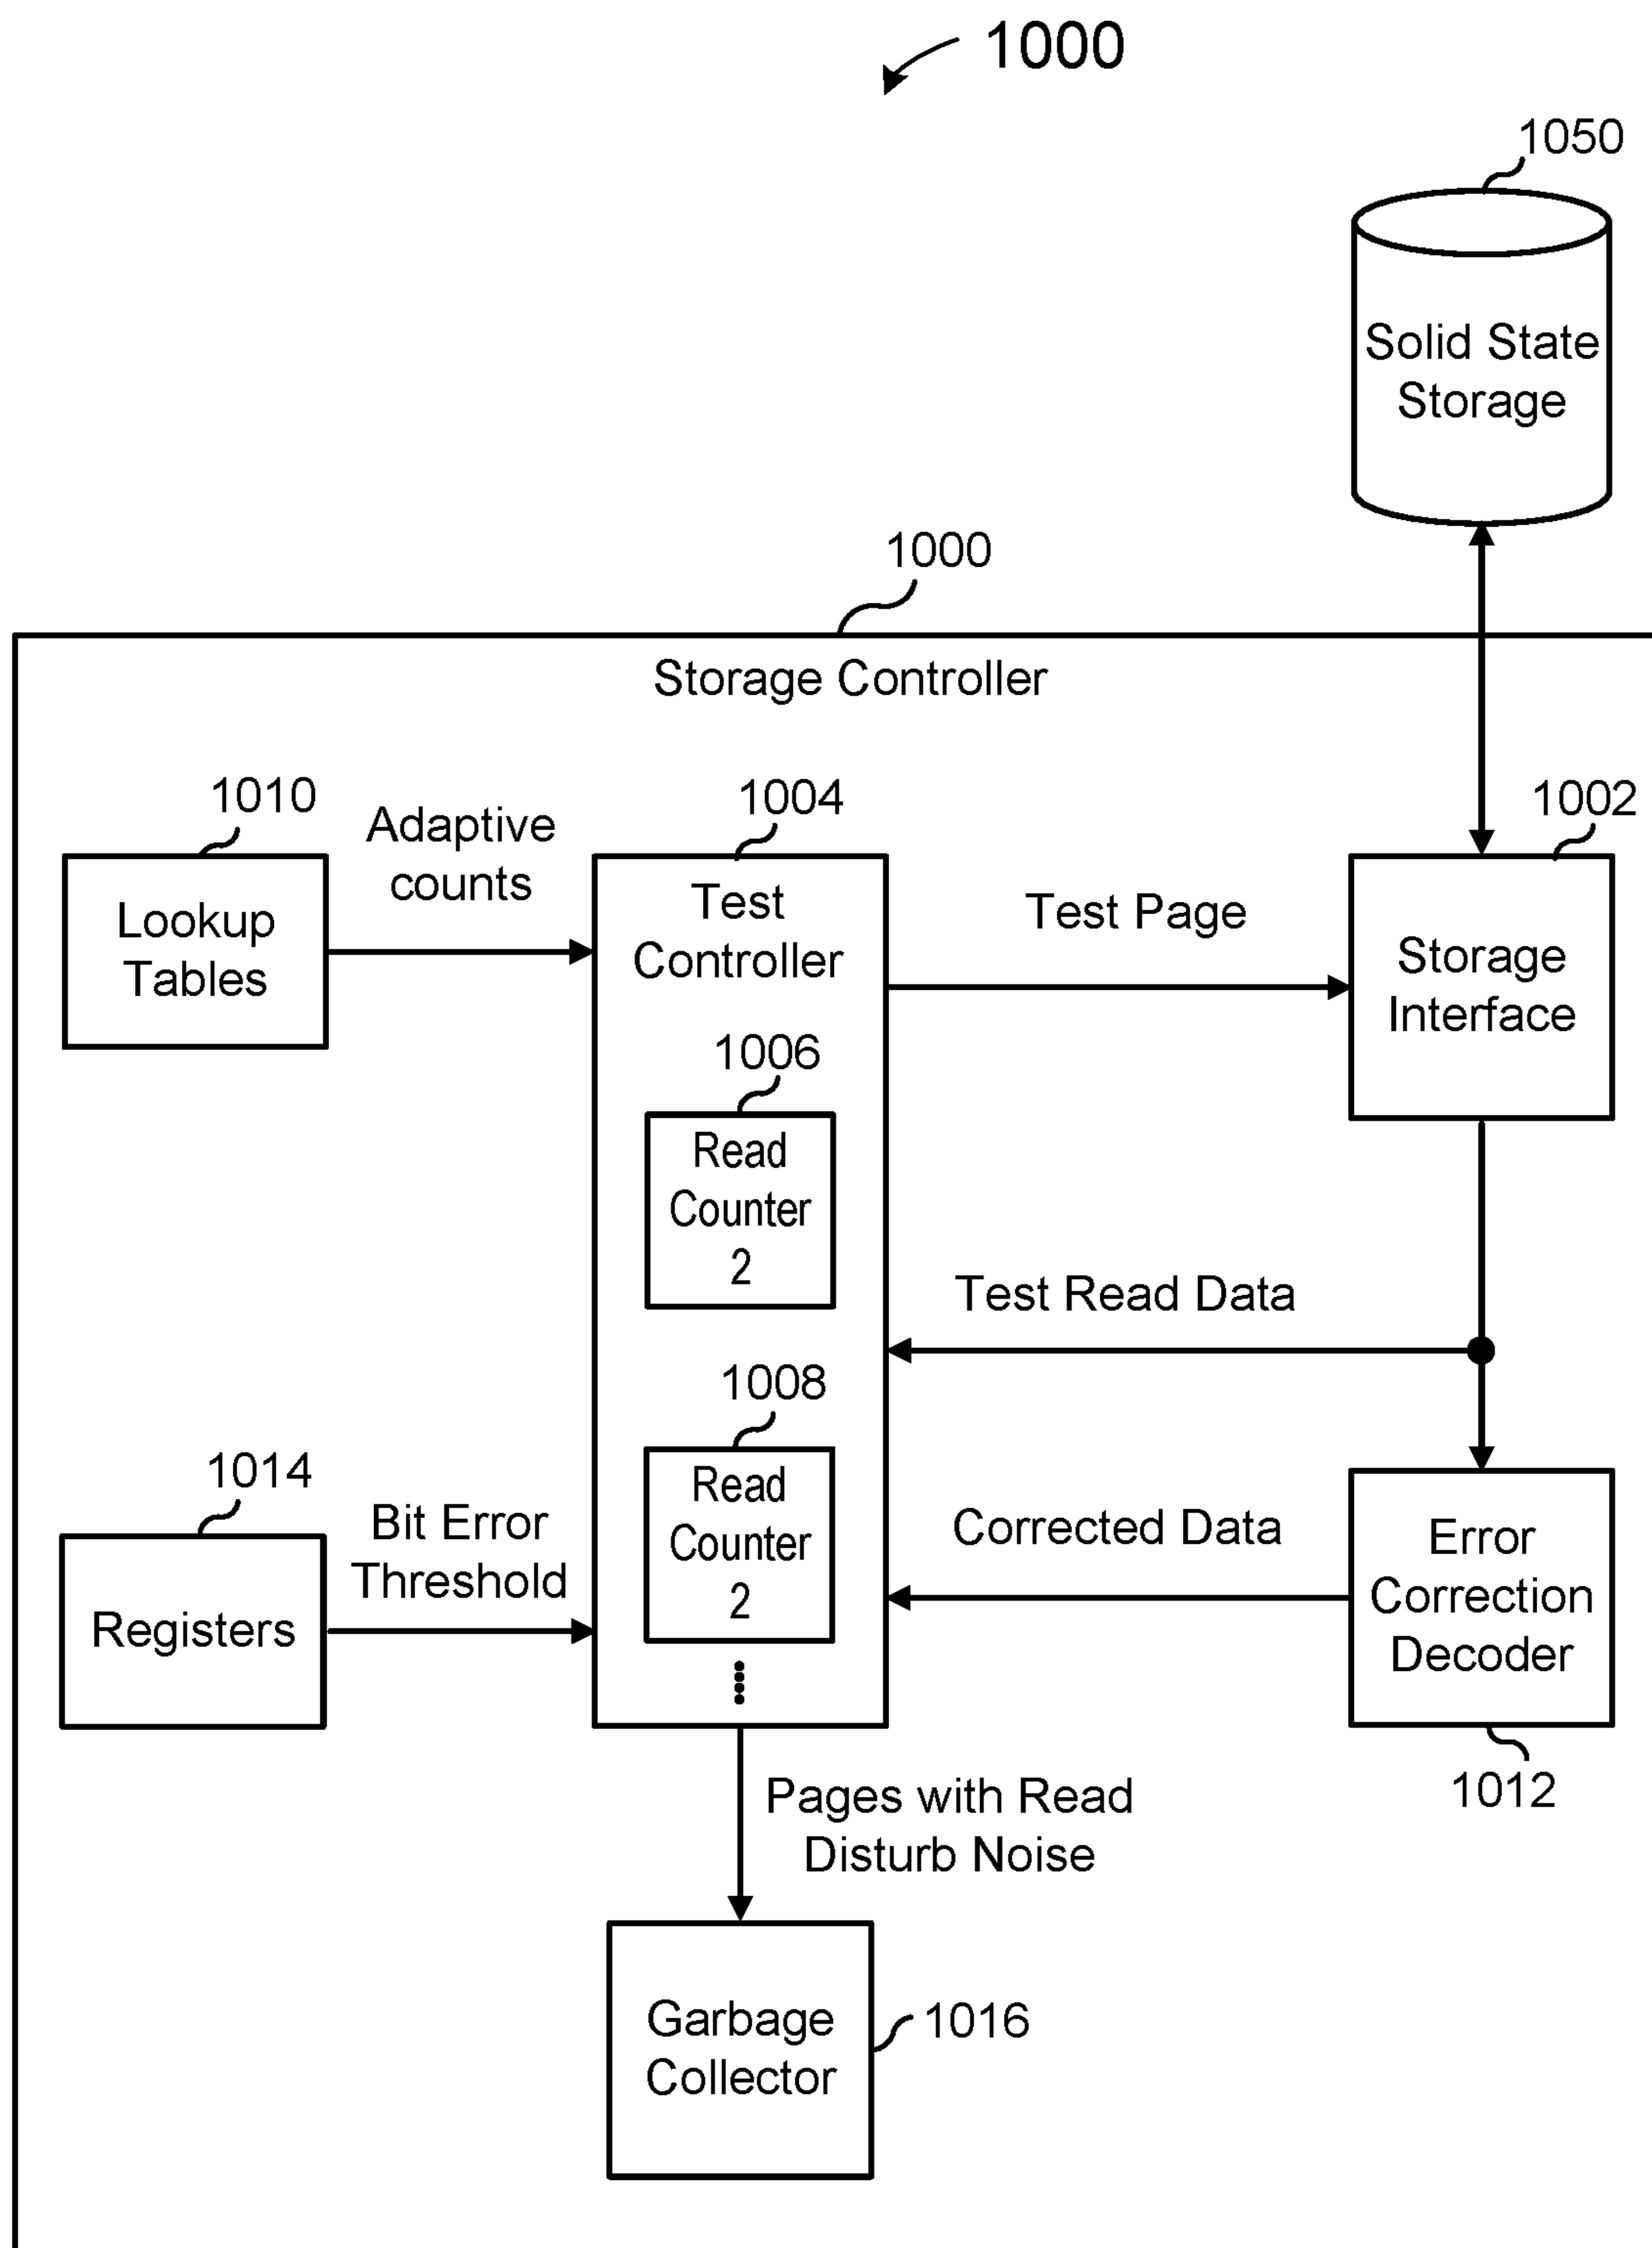 1000
1050
Solid State
Storage
1000
Storage Controller
1010
Adaptive
counts
1004
1002
Lookup
Tables
Test
Controller
Test Page
Storage
Interface
1006
Read
Counter
2
Test Read Data
1008
Read
Counter
2
1014
Bit Error
Threshold
Registers
Corrected Data
Error
Correction
Decoder
1012
Pages with Read
Disturb Noise
Garbage
Collector
1016